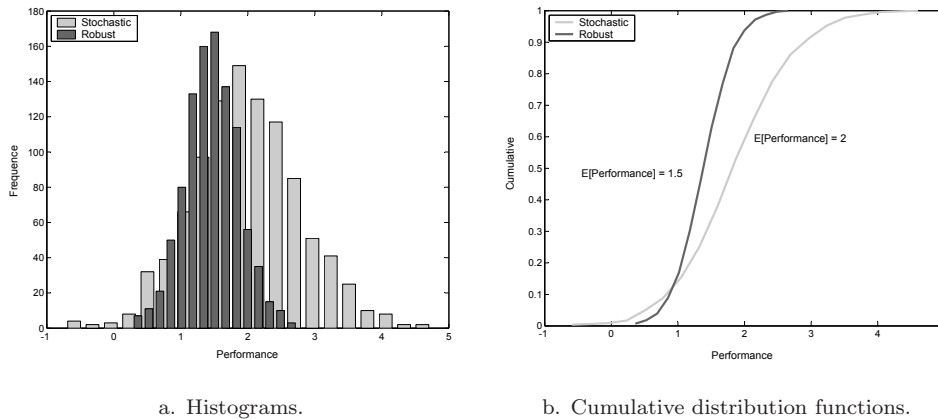 Stochastic
Robust
180
160
140
120
100
80
60
40
20
0
Frequence
-1 0 1 2 3 4 5
Performance
a. Histograms.
Stochastic
Robust
1
0.9
0.8
0.7
0.6
0.5
0.4
0.3
0.2
0.1
0
Cumulative
E[Performance] = 2
E[Performance] = 1.5
-1 0 1 2 3 4
Performance
b. Cumulative distribution functions.